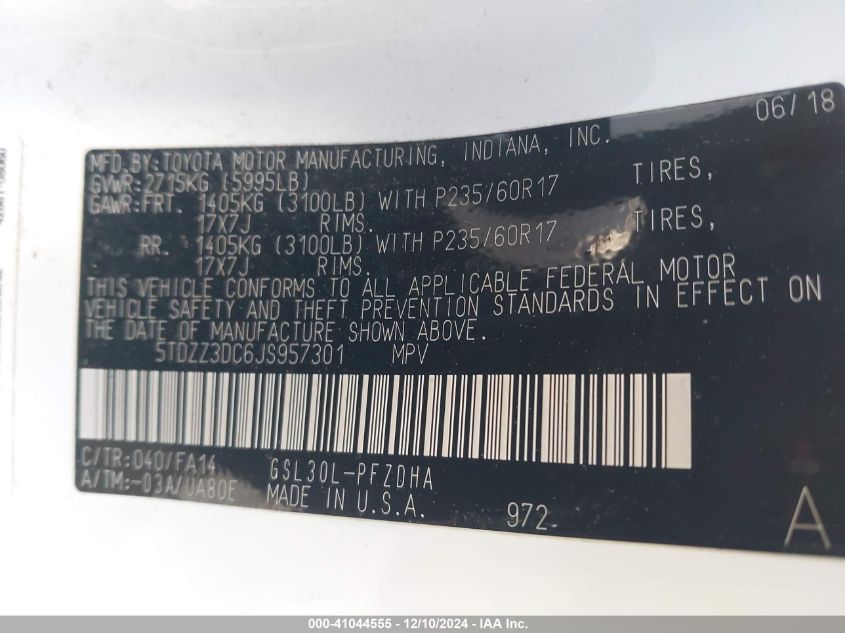 06/18
MFD.BY:TOYOTA MOTOR MANUFACTURING, INDIANA, INC.
GVWR:2715KG (5995LB)
GAWR:FRT. 1405KG (3100LB) WITH P235/60R17 TIRES,
17X7J RIMS.
RR. 1405KG (3100LB) WITH P235/60R17 TIRES,
17X7J RIMS.
THIS VEHICLE CONFORMS TO ALL APPLICABLE FEDERAL MOTOR
VEHICLE SAFETY AND THEFT PREVENTION STANDARDS IN EFFECT ON
THE DATE OF MANUFACTURE SHOWN ABOVE.
5TDZZ3DC6JS957301 MPV
C/TR:040/FA14 GSL30L-PFZDHA
A/TM:-03A/UA80E MADE IN U.S.A. 972 A
000-41044555 • 12/10/2024 • IAA Inc.